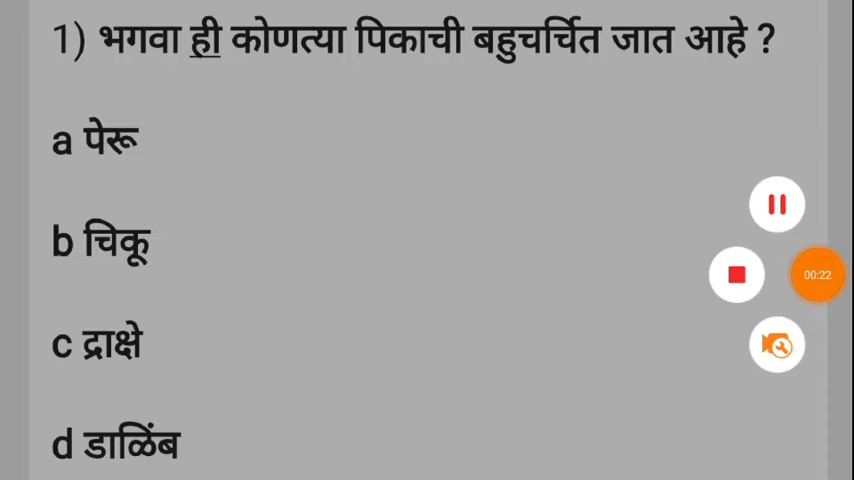 1) भगवा ही कोणत्या पिकाची बहुचर्चित जात आहे ?
a पेरू
b चिकू
00:22
c द्राक्षे
d डाळिंब